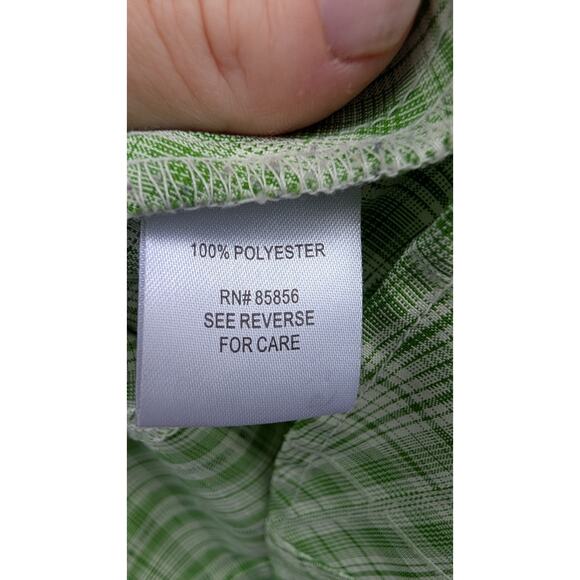 100% POLYESTER
RN# 85856
SEE REVERSE
FOR CARE